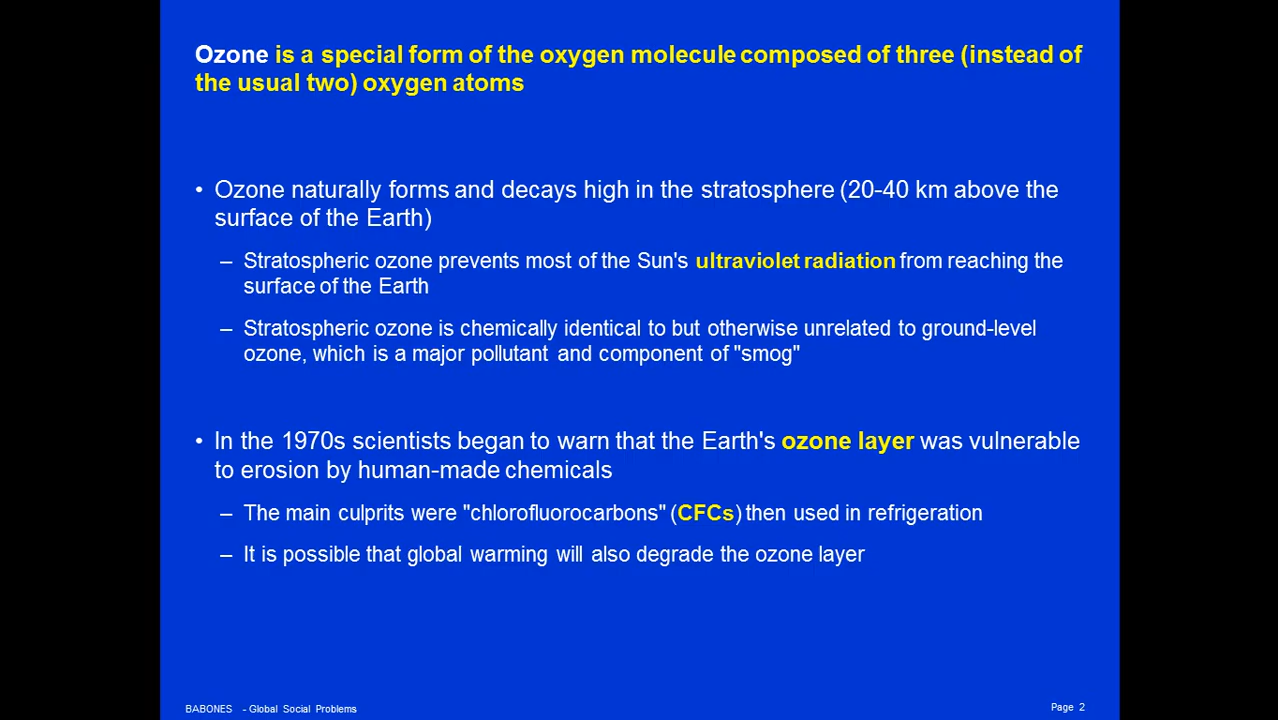 Ozone is a special form of the oxygen molecule composed of three (instead of
the usual two) oxygen atoms
• Ozone naturally forms and decays high in the stratosphere (20-40 km above the
surface of the Earth)
– Stratospheric ozone prevents most of the Sun's ultraviolet radiation from reaching the
surface of the Earth
– Stratospheric ozone is chemically identical to but otherwise unrelated to ground-level
ozone, which is a major pollutant and component of "smog"
• In the 1970s scientists began to warn that the Earth's ozone layer was vulnerable
to erosion by human-made chemicals
– The main culprits were "chlorofluorocarbons" (CFCs) then used in refrigeration
– It is possible that global warming will also degrade the ozone layer
BABONES - Global Social Problems
Page 2